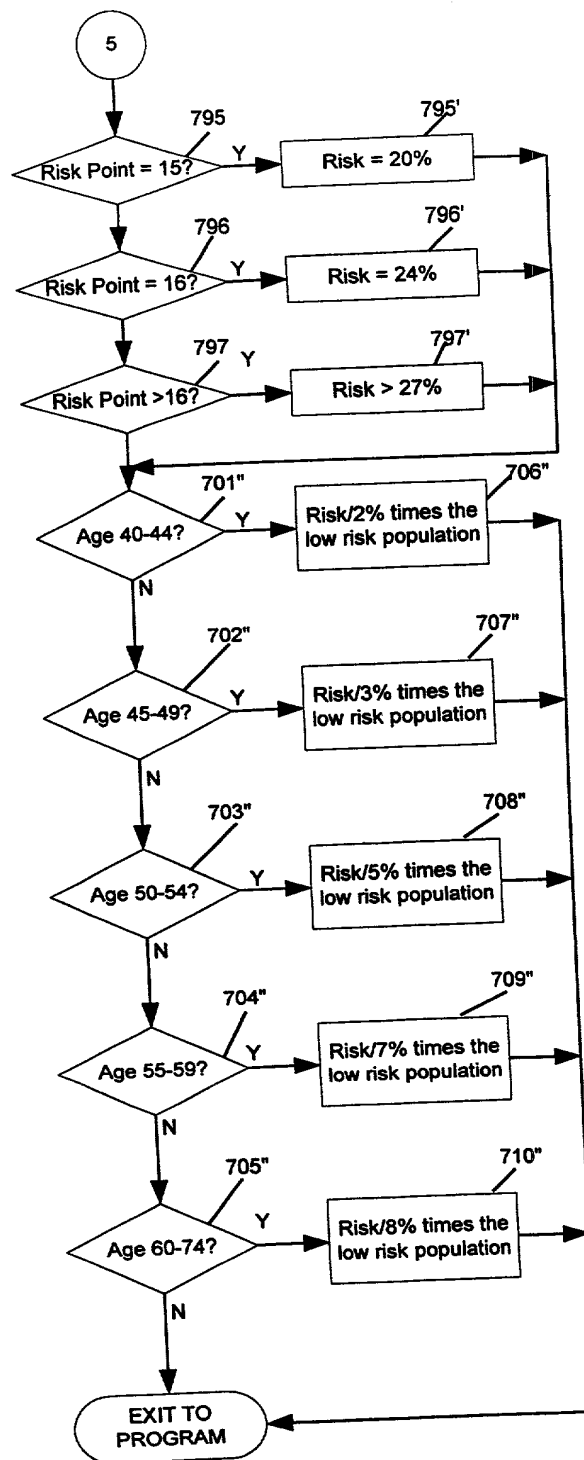 5
795
795'
Risk Point = 15?
Y
Risk = 20%
796
796'
Risk Point = 16?
Y
Risk = 24%
797
Y
797'
Risk Point >16?
Risk > 27%
701"
706"
Age 40-44?
Y
Risk/2% times the
low risk population
N
702"
707"
Age 45-49?
Y
Risk/3% times the
low risk population
N
703"
708"
Age 50-54?
Y
Risk/5% times the
low risk population
N
704"
709"
Age 55-59?
Y
Risk/7% times the
low risk population
N
705"
710"
Age 60-74?
Y
Risk/8% times the
low risk population
N
EXIT TO
PROGRAM